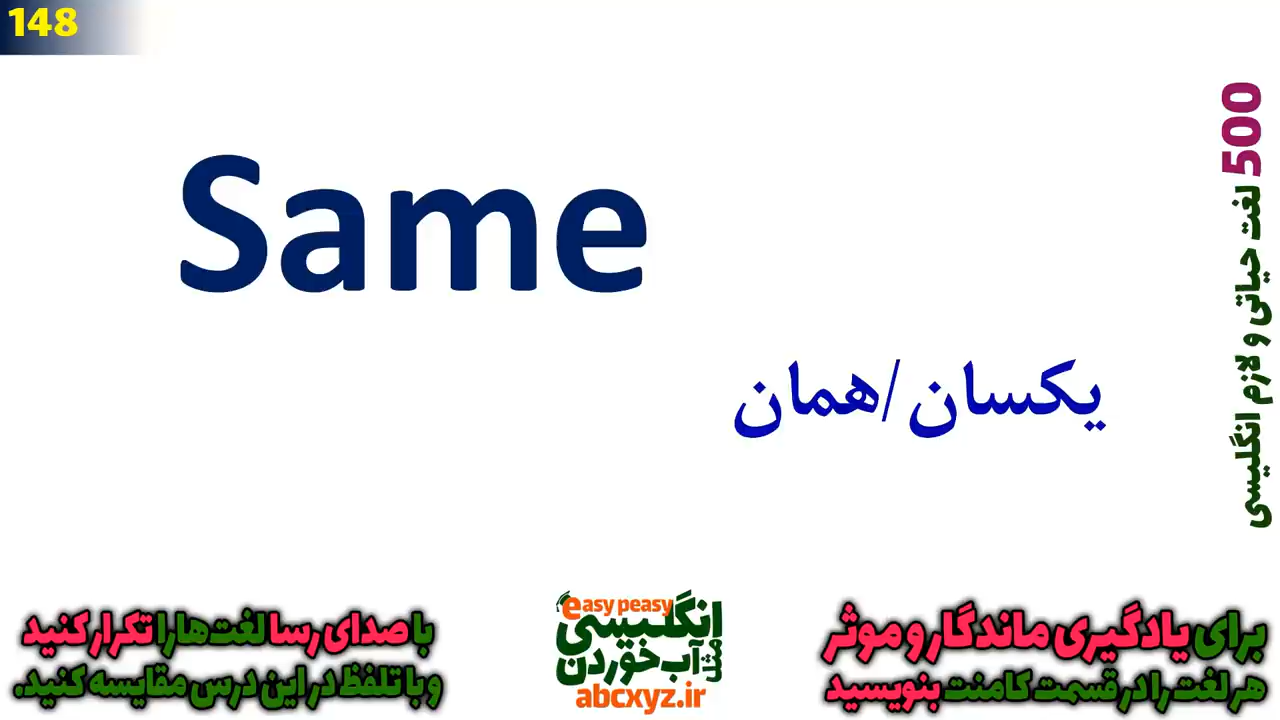 148
Same
یکسان/همان
500 لغت حیاتی و لازم انگلیسی
برای یادگیری ماندگار و موثر
هر لغت را در قسمت کامنت بنویسید
easy peasy
انگلیسی
مثل آب خوردن
abcxyz.ir
با صدای رسا لغت‌ها را تکرار کنید
و با تلفظ در این درس مقایسه کنید.